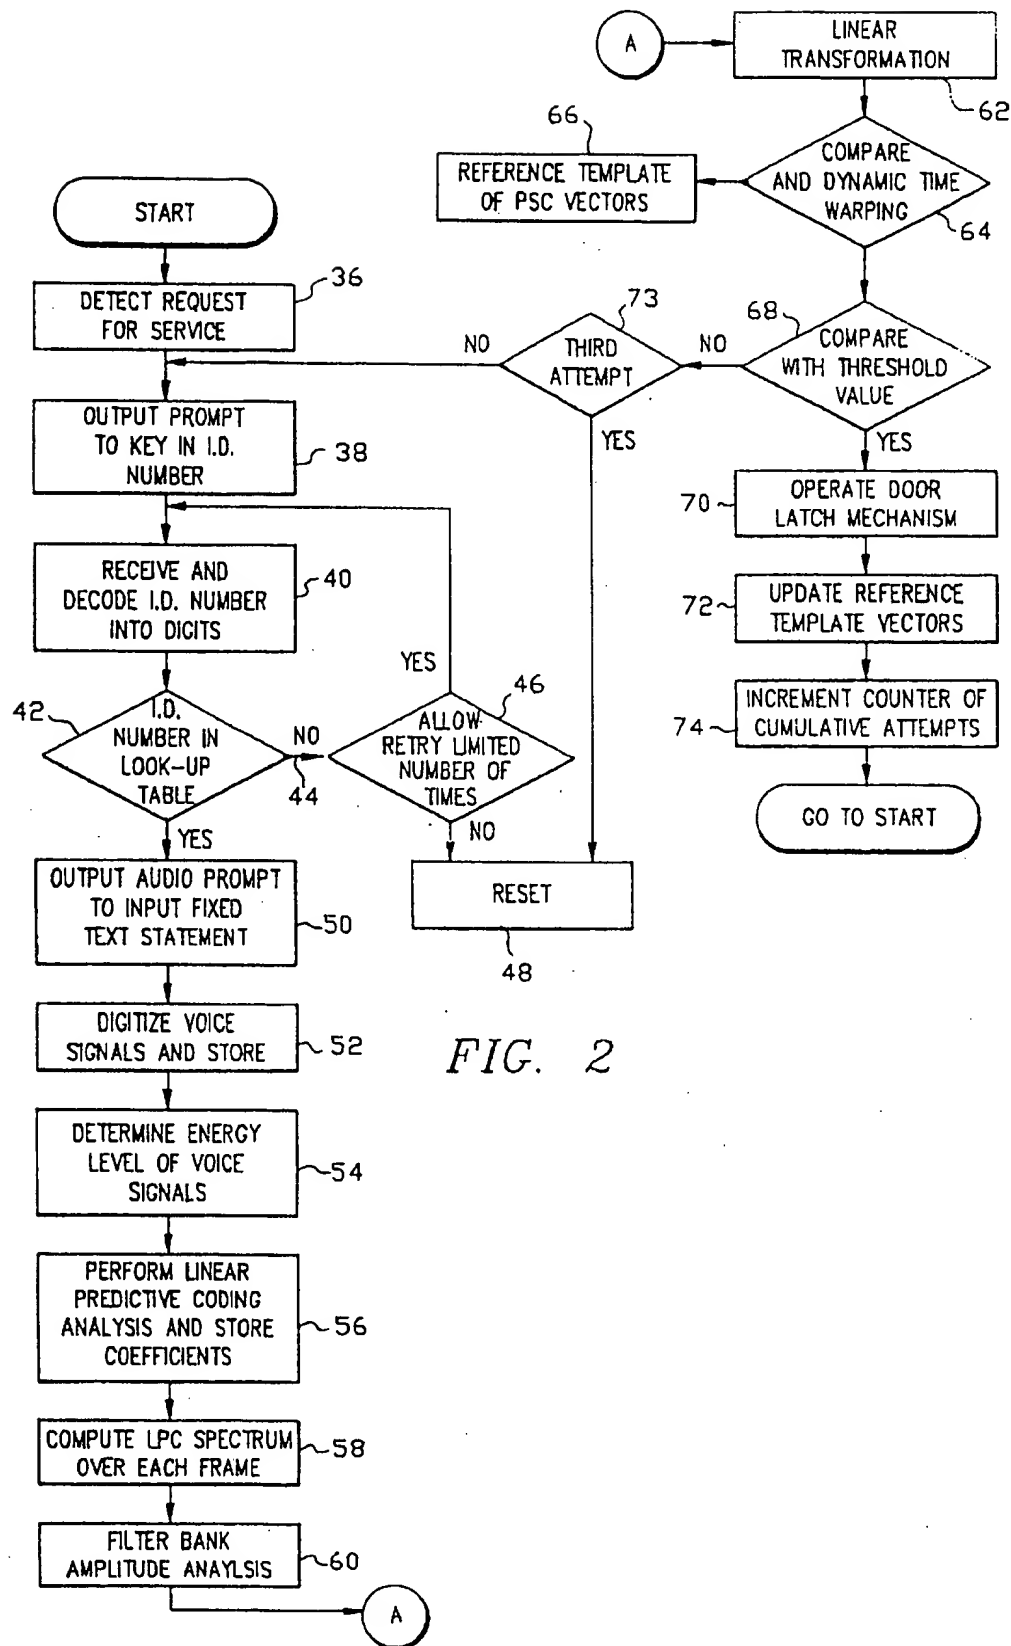 START
DETECT REQUEST
FOR SERVICE
36
OUTPUT PROMPT
TO KEY IN I.D.
NUMBER
38
RECEIVE AND
DECODE I.D. NUMBER
INTO DIGITS
40
42
I.D.
NUMBER IN
LOOK-UP
TABLE
NO
44
YES
46
ALLOW
RETRY LIMITED
NUMBER OF
TIMES
YES
NO
RESET
48
OUTPUT AUDIO PROMPT
TO INPUT FIXED
TEXT STATEMENT
50
DIGITIZE VOICE
SIGNALS AND STORE
52
DETERMINE ENERGY
LEVEL OF VOICE
SIGNALS
54
PERFORM LINEAR
PREDICTIVE CODING
ANALYSIS AND STORE
COEFFICIENTS
56
COMPUTE LPC SPECTRUM
OVER EACH FRAME
58
FILTER BANK
AMPLITUDE ANAYLSIS
60
A
A
LINEAR
TRANSFORMATION
62
COMPARE
AND DYNAMIC TIME
WARPING
64
66
REFERENCE TEMPLATE
OF PSC VECTORS
68
COMPARE
WITH THRESHOLD
VALUE
NO
YES
73
THIRD
ATTEMPT
NO
YES
70
OPERATE DOOR
LATCH MECHANISM
72
UPDATE REFERENCE
TEMPLATE VECTORS
74
INCREMENT COUNTER OF
CUMULATIVE ATTEMPTS
GO TO START
FIG. 2